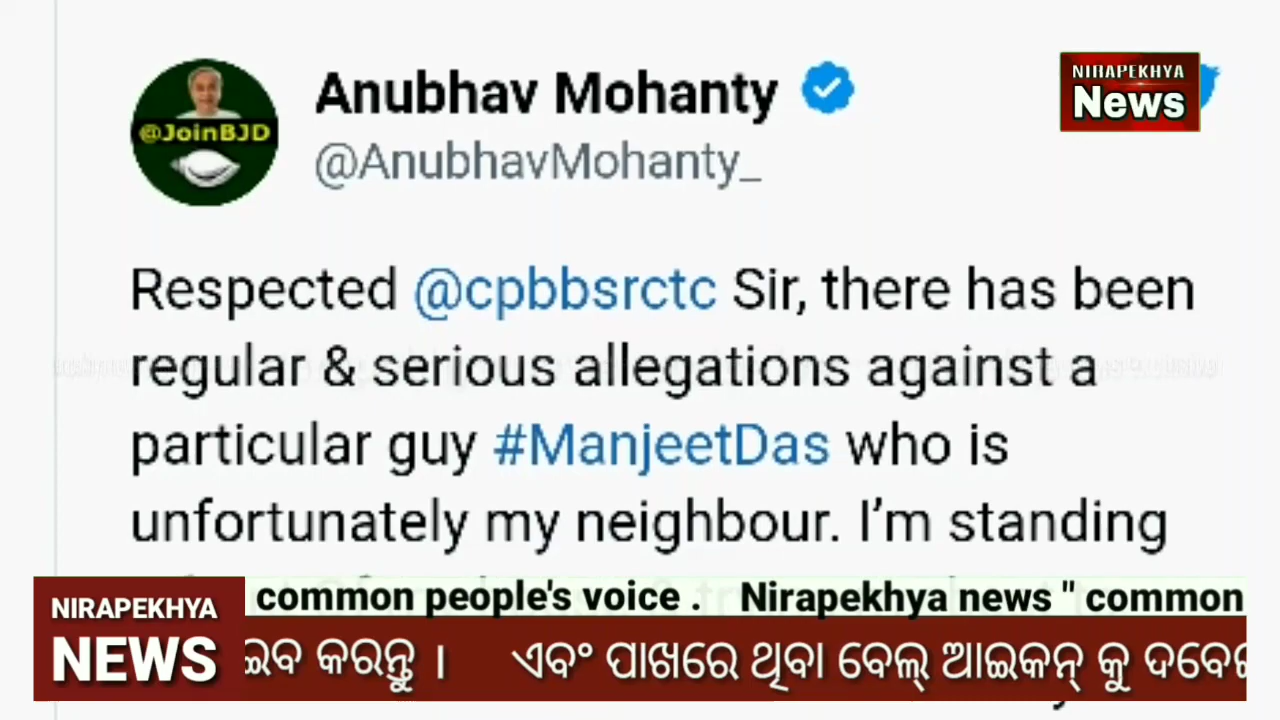 @JoinBJD
Anubhav Mohanty
@AnubhavMohanty_
NIRAPEKHYA
News
Respected @cpbbsrctc Sir, there has been
regular & serious allegations against a
particular guy #ManjeetDas who is
unfortunately my neighbour. I’m standing
common people's voice . Nirapekhya news " common
NIRAPEKHYA
NEWS
ଇବ କରନ୍ତୁ । ଏବଂ ପାଖରେ ଥିବା ବେଲ୍ ଆଇକନ୍ କୁ ଦବେଇ